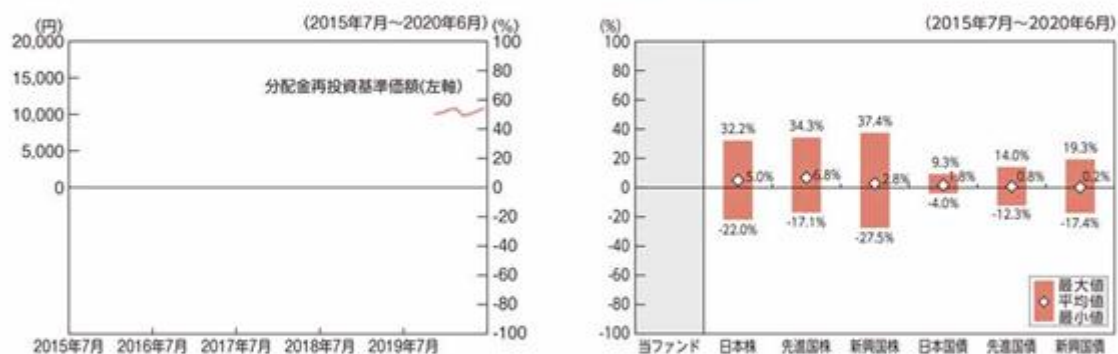 (円)
(2015年7月～2020年6月)
(%)
20,000
15,000
10,000
5,000
0
分配金再投資基準価額(左軸)
100
80
60
40
20
0
-20
-40
-60
-80
-100
2015年7月
2016年7月
2017年7月
2018年7月
2019年7月
(%)
(2015年7月～2020年6月)
100
80
60
40
20
0
-20
-40
-60
-80
-100
32.2%
34.3%
37.4%
9.3%
14.0%
19.3%
5.0%
6.8%
2.8%
1.8%
0.8%
0.2%
-22.0%
-17.1%
-27.5%
-4.0%
-12.3%
-17.4%
最大値
平均値
最小値
当ファンド
日本株
先進国株
新興国株
日本国債
先進国債
新興国債